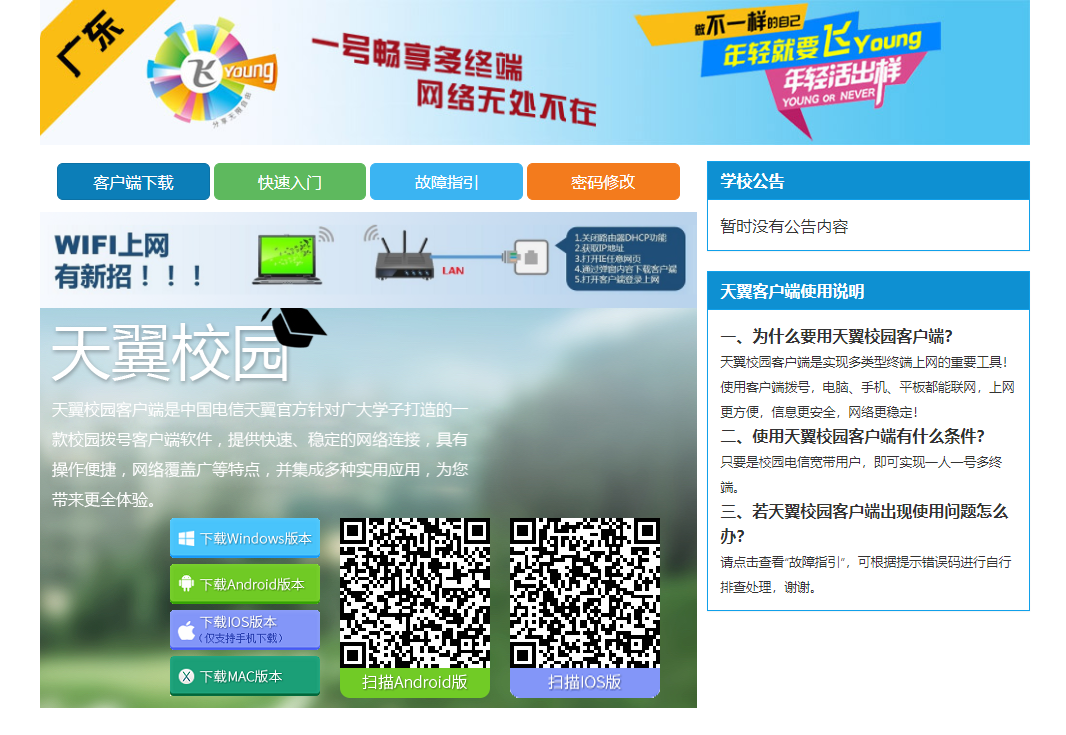 广东
飞young
分享无限自由
一号畅享多终端
网络无处不在
做不一样的自己
年轻就要飞Young
年轻活出样
YOUNG OR NEVER
客户端下载
快速入门
故障指引
密码修改
WIFI上网
有新招！！！
LAN
1.关闭路由器DHCP功能
2.获取IP地址
3.打开IE任意网页
4.通过弹窗内容下载客户端
5.打开客户端登录上网
天翼校园
天翼校园客户端是中国电信天翼官方针对广大学子打造的一
款校园拨号客户端软件，提供快速、稳定的网络连接，具有
操作便捷，网络覆盖广等特点，并集成多种实用应用，为您
带来更全体验。
下载Windows版本
下载Android版本
下载IOS版本
（仅支持手机下载）
下载MAC版本
扫描Android版
扫描IOS版
学校公告
暂时没有公告内容
天翼客户端使用说明
一、为什么要用天翼校园客户端?
天翼校园客户端是实现多类型终端上网的重要工具!
使用客户端拨号，电脑、手机、平板都能联网，上网
更方便，信息更安全，网络更稳定!
二、使用天翼校园客户端有什么条件?
只要是校园电信宽带用户，即可实现一人一号多终
端。
三、若天翼校园客户端出现使用问题怎么
办?
请点击查看“故障指引”，可根据提示错误码进行自行
排查处理，谢谢。